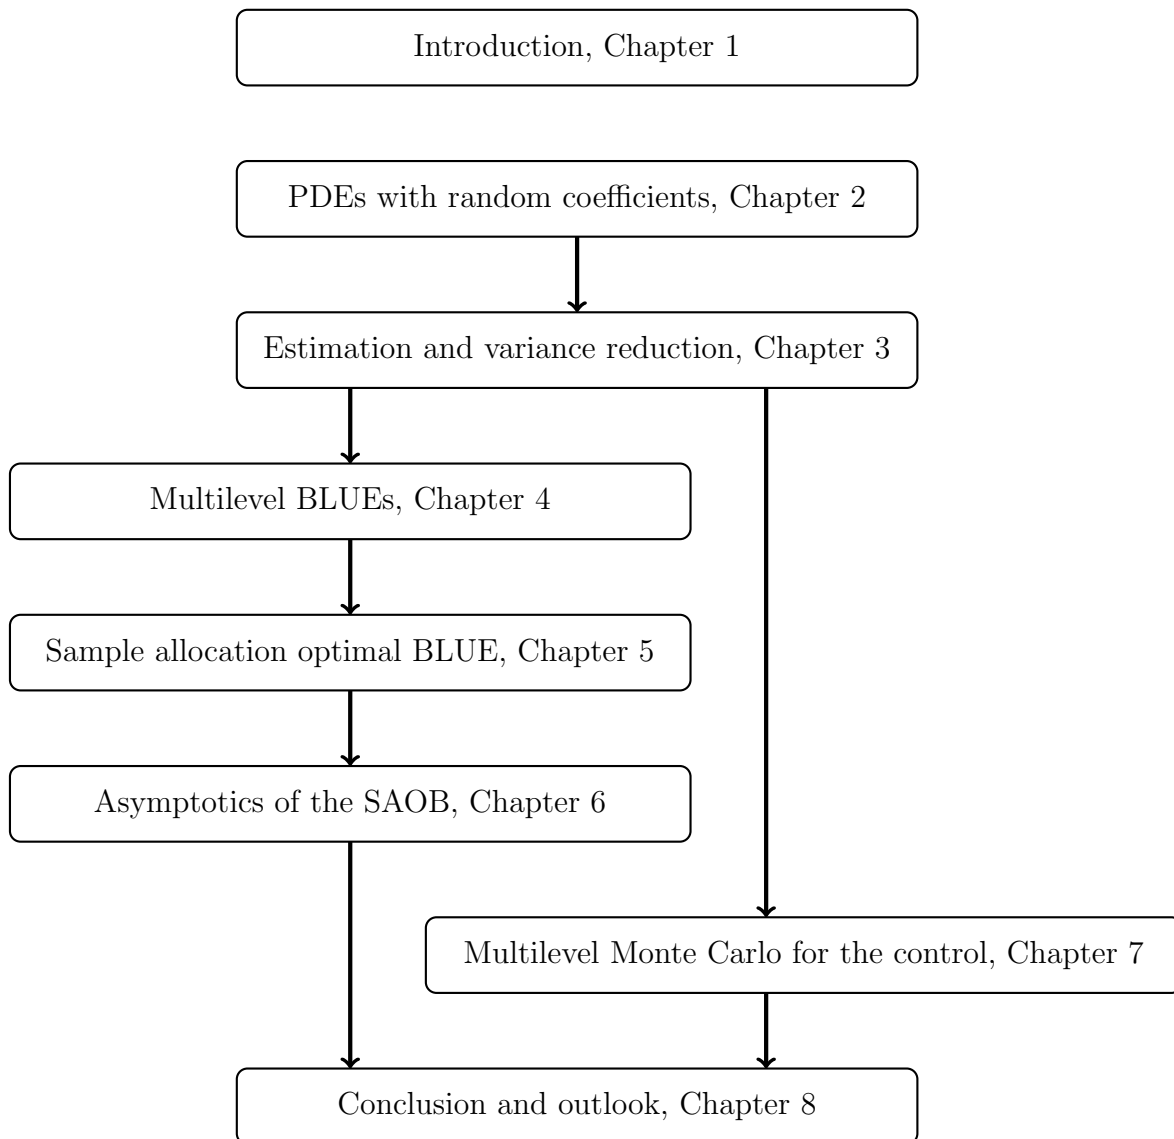 Introduction, Chapter 1
PDEs with random coefficients, Chapter 2
Estimation and variance reduction, Chapter 3
Multilevel BLUEs, Chapter 4
Sample allocation optimal BLUE, Chapter 5
Asymptotics of the SAOB, Chapter 6
Multilevel Monte Carlo for the control, Chapter 7
Conclusion and outlook, Chapter 8